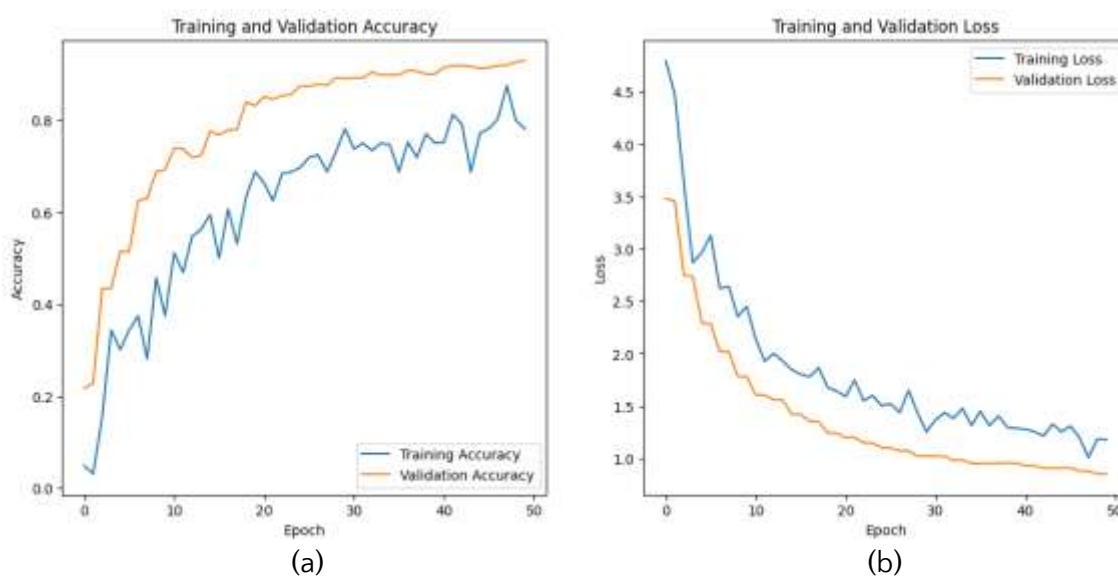 Training and Validation Accuracy
Accuracy
0.8
0.6
0.4
0.2
0.0
Training Accuracy
Validation Accuracy
0
10
20
30
40
50
Epoch
(a)
Training and Validation Loss
Loss
4.5
4.0
3.5
3.0
2.5
2.0
1.5
1.0
Training Loss
Validation Loss
0
10
20
30
40
50
Epoch
(b)